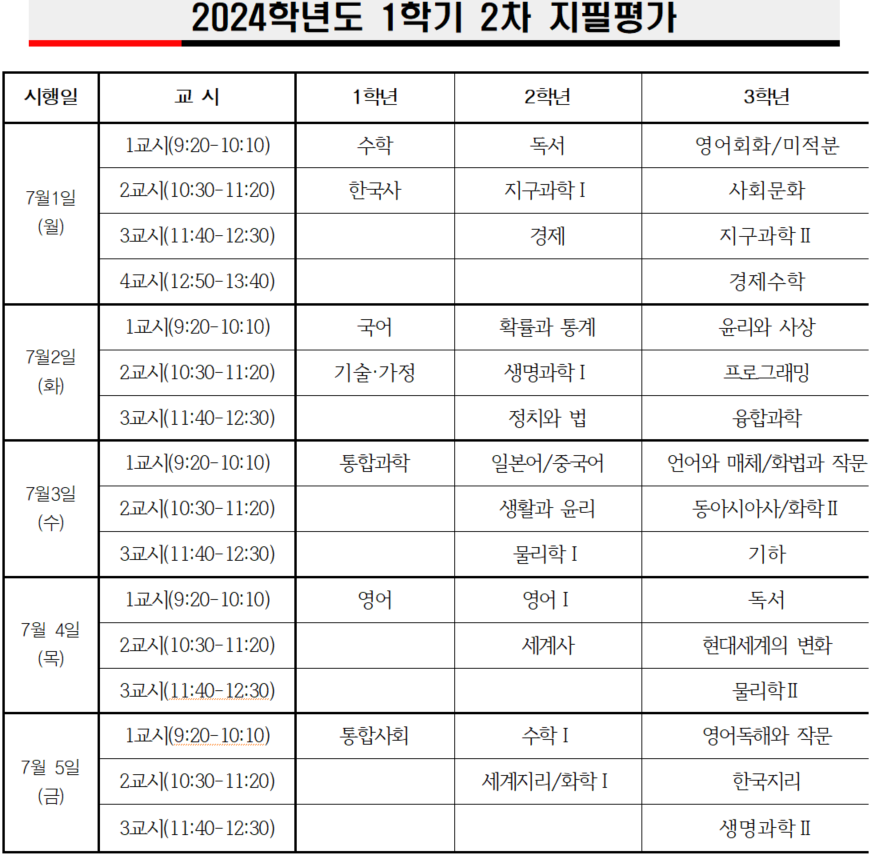 2024학년도 1학기 2차 지필평가
시행일 교 시 1학년 2학년 3학년
7월1일
(월)
1교시(9:20-10:10) 수학 독서 영어회화/미적분
2교시(10:30-11:20) 한국사 지구과학Ⅰ 사회문화
3교시(11:40-12:30) 경제 지구과학Ⅱ
4교시(12:50-13:40) 경제수학
7월2일
(화)
1교시(9:20-10:10) 국어 확률과 통계 윤리와 사상
2교시(10:30-11:20) 기술·가정 생명과학Ⅰ 프로그래밍
3교시(11:40-12:30) 정치와 법 융합과학
7월3일
(수)
1교시(9:20-10:10) 통합과학 일본어/중국어 언어와 매체/화법과 작문
2교시(10:30-11:20) 생활과 윤리 동아시아사/화학Ⅱ
3교시(11:40-12:30) 물리학Ⅰ 기하
7월 4일
(목)
1교시(9:20-10:10) 영어 영어Ⅰ 독서
2교시(10:30-11:20) 세계사 현대세계의 변화
3교시(11:40-12:30) 물리학Ⅱ
7월 5일
(금)
1교시(9:20-10:10) 통합사회 수학Ⅰ 영어독해와 작문
2교시(10:30-11:20) 세계지리/화학Ⅰ 한국지리
3교시(11:40-12:30) 생명과학Ⅱ